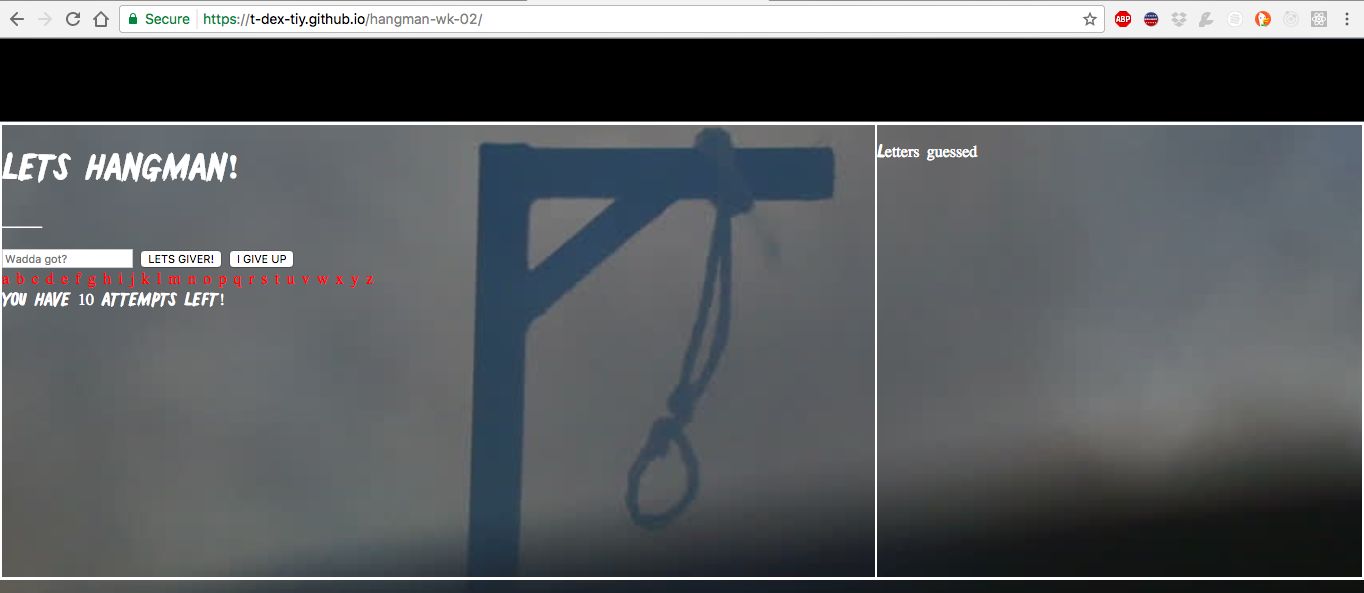 Secure https://t-dex-tiy.github.io/hangman-wk-02/
ABP
LETS HANGMAN!
Letters guessed
Wadda got? LETS GIVER! I GIVE UP
a b c d e f g h i j k l m n o p q r s t u v w x y z
YOU HAVE 10 ATTEMPTS LEFT!